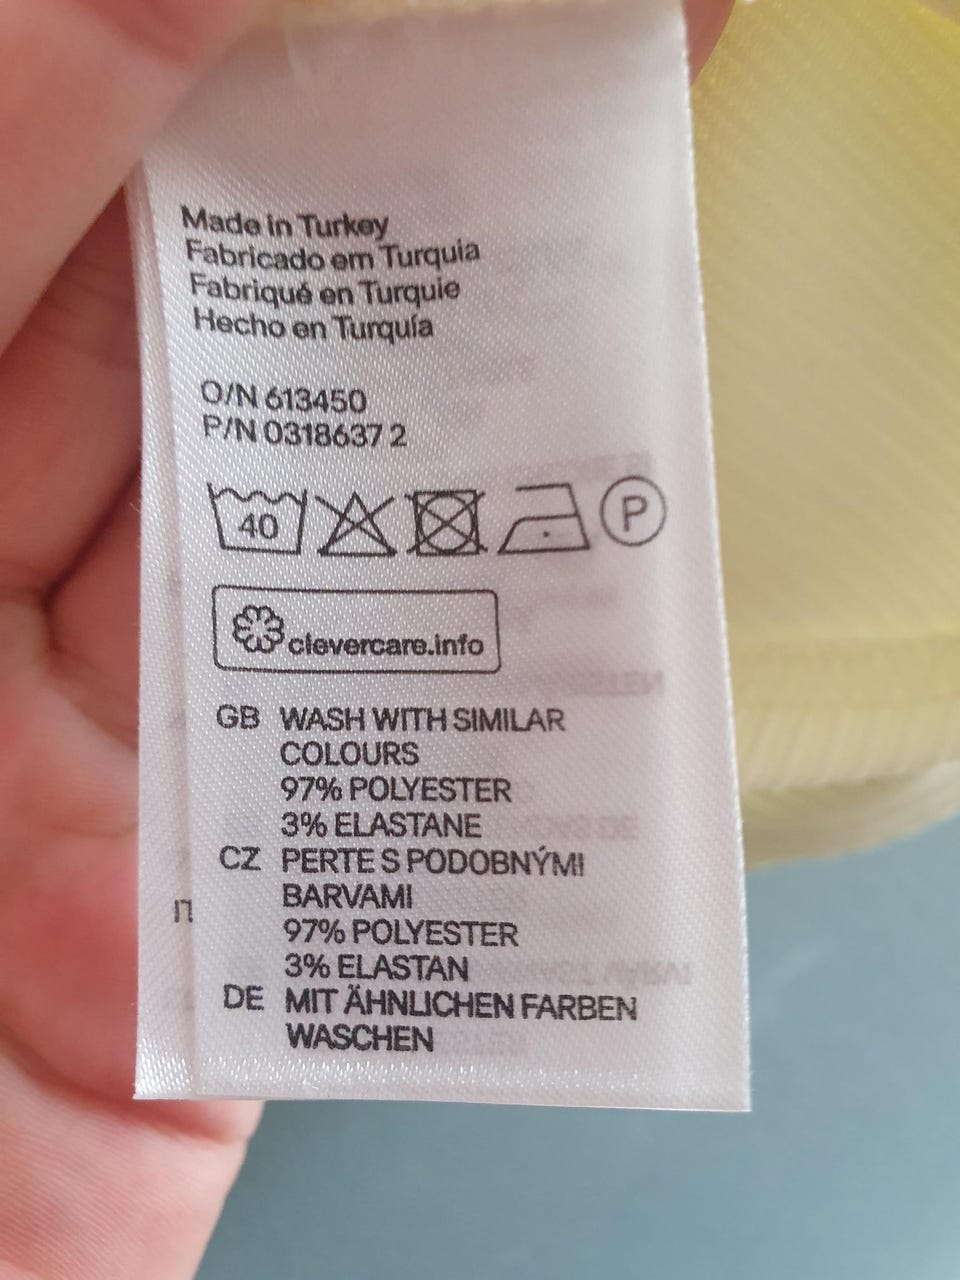 Made in Turkey
Fabricado em Turquia
Fabriqué en Turquie
Hecho en Turquía
O/N 613450
P/N 0318637 2
40 P
clevercare.info
GB WASH WITH SIMILAR
COLOURS
97% POLYESTER
3% ELASTANE
CZ PERTE S PODOBNÝMI
BARVAMI
97% POLYESTER
3% ELASTAN
IT
DE MIT ÄHNLICHEN FARBEN
WASCHEN